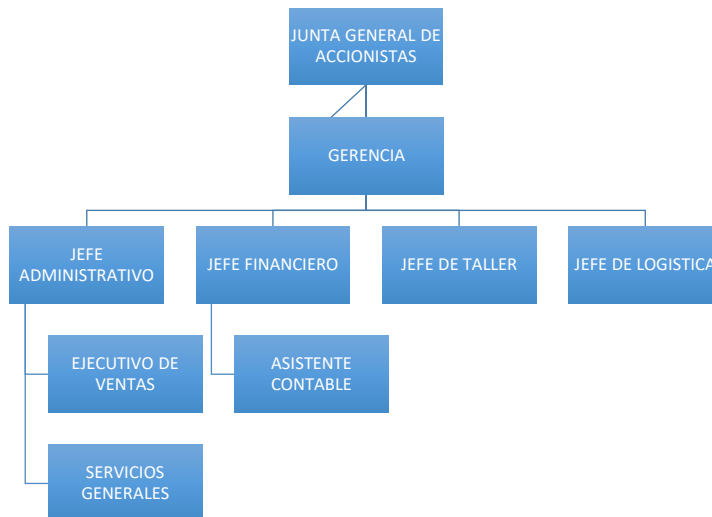 JUNTA GENERAL DE
ACCIONISTAS
GERENCIA
JEFE
ADMINISTRATIVO
JEFE FINANCIERO
JEFE DE TALLER
JEFE DE LOGISTICA
EJECUTIVO DE
VENTAS
ASISTENTE
CONTABLE
SERVICIOS
GENERALES